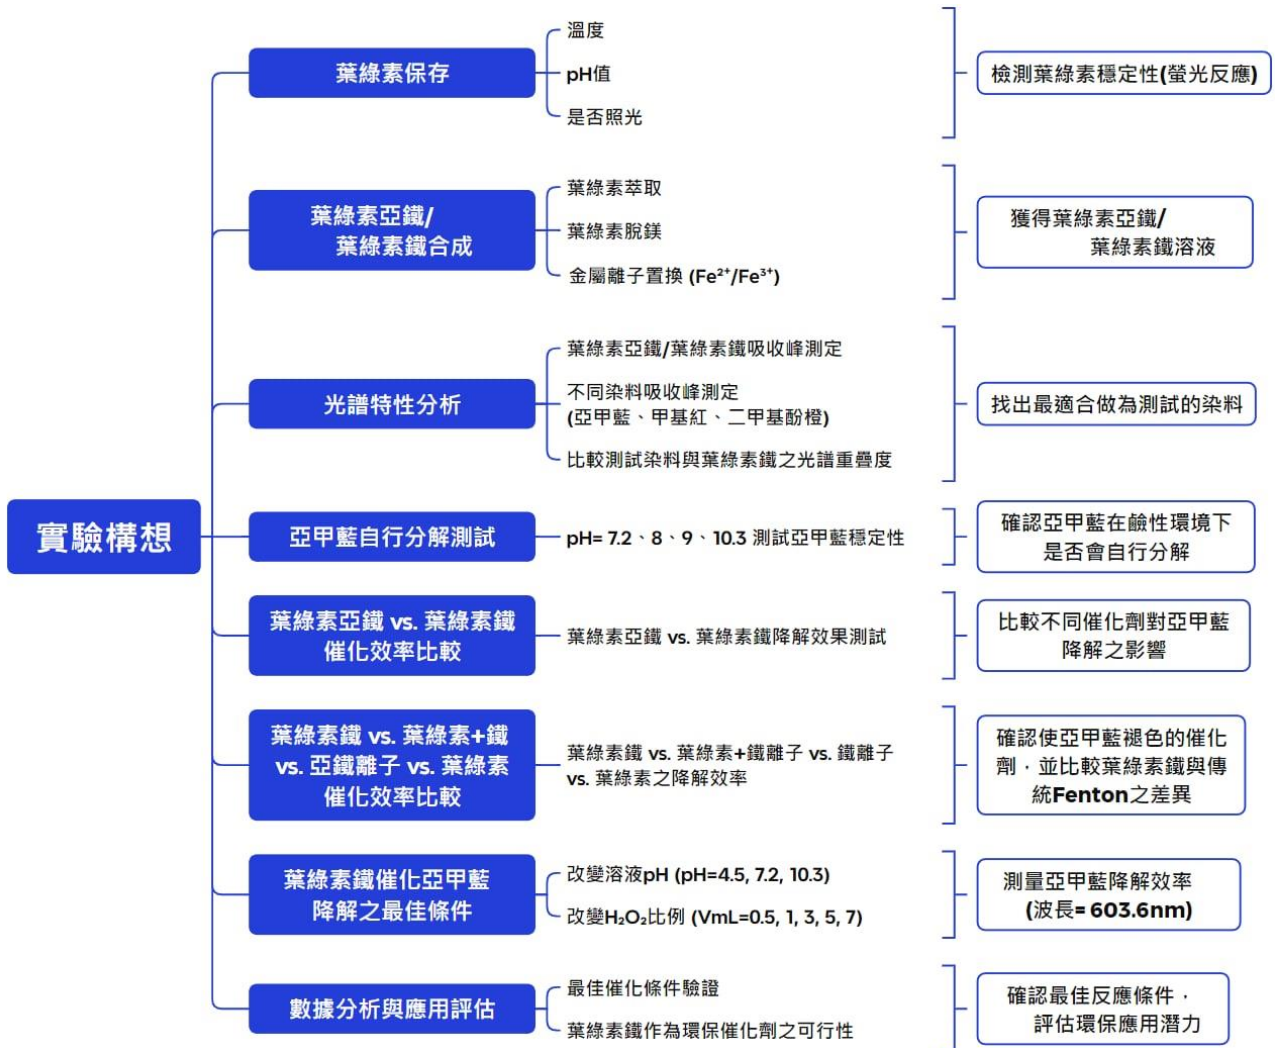 實驗構想
葉綠素保存
溫度
pH值
是否照光
檢測葉綠素穩定性(螢光反應)
葉綠素亞鐵/
葉綠素鐵合成
葉綠素萃取
葉綠素脫鎂
金屬離子置換 (Fe²⁺/Fe³⁺)
獲得葉綠素亞鐵/
葉綠素鐵溶液
光譜特性分析
葉綠素亞鐵/葉綠素鐵吸收峰測定
不同染料吸收峰測定
(亞甲藍、甲基紅、二甲基酚橙)
比較測試染料與葉綠素鐵之光譜重疊度
找出最適合做為測試的染料
亞甲藍自行分解測試
pH= 7.2、8、9、10.3 測試亞甲藍穩定性
確認亞甲藍在鹼性環境下
是否會自行分解
葉綠素亞鐵 vs. 葉綠素鐵
催化效率比較
葉綠素亞鐵 vs. 葉綠素鐵降解效果測試
比較不同催化劑對亞甲藍
降解之影響
葉綠素鐵 vs. 葉綠素+鐵
vs. 亞鐵離子 vs. 葉綠素
催化效率比較
葉綠素鐵 vs. 葉綠素+鐵離子 vs. 鐵離子
vs. 葉綠素之降解效率
確認使亞甲藍褪色的催化
劑，並比較葉綠素鐵與傳
統Fenton之差異
葉綠素鐵催化亞甲藍
降解之最佳條件
改變溶液pH (pH=4.5, 7.2, 10.3)
改變H₂O₂比例 (VmL=0.5, 1, 3, 5, 7)
測量亞甲藍降解效率
(波長= 603.6nm)
數據分析與應用評估
最佳催化條件驗證
葉綠素鐵作為環保催化劑之可行性
確認最佳反應條件，
評估環保應用潛力